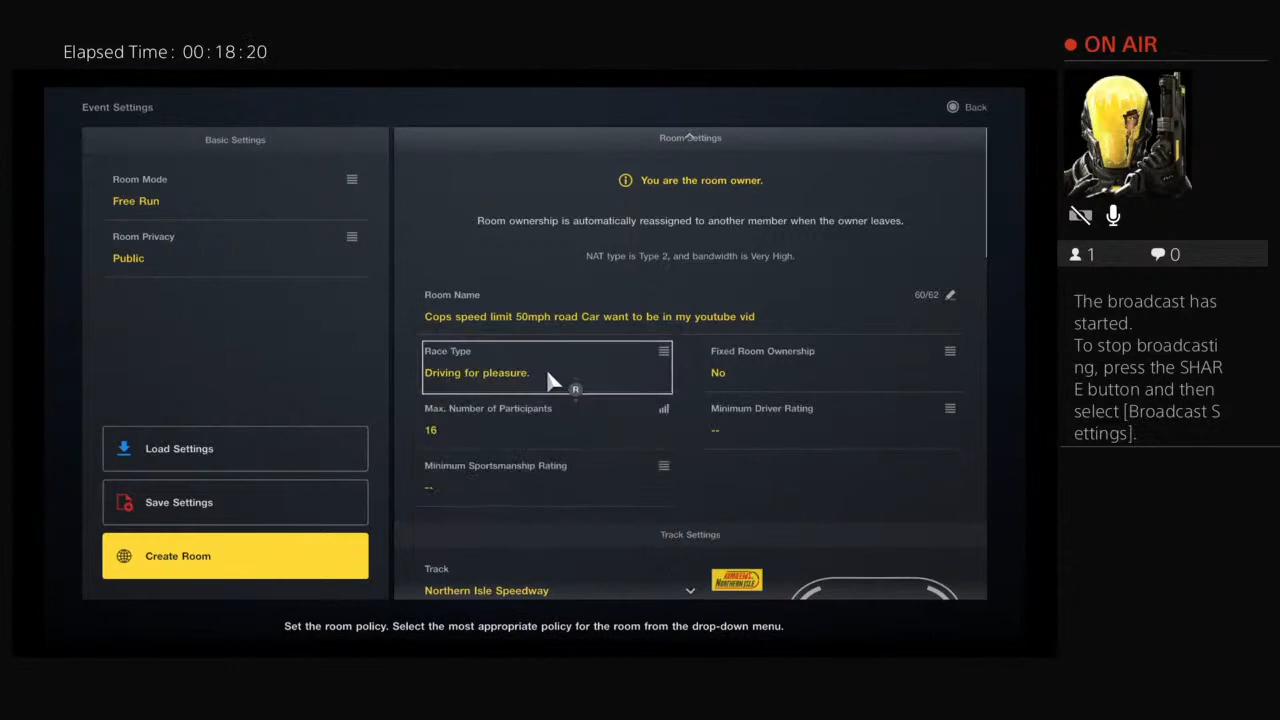 Elapsed Time: 00:18:20
ON AIR
Event Settings
Back
Basic Settings
Room Mode
Free Run
Room Privacy
Public
Load Settings
Save Settings
Create Room
Room Settings
You are the room owner.
Room ownership is automatically reassigned to another member when the owner leaves.
NAT type is Type 2, and bandwidth is Very High.
Room Name
60/62
Cops speed limit 50mph road Car want to be in my youtube vid
Race Type
Driving for pleasure.
Fixed Room Ownership
No
R
Max. Number of Participants
16
Minimum Driver Rating
--
Minimum Sportsmanship Rating
--
Track Settings
Track
Northern Isle Speedway
NORTHERN ISLE
Set the room policy. Select the most appropriate policy for the room from the drop-down menu.
1
0
The broadcast has
started.
To stop broadcasti
ng, press the SHAR
E button and then
select [Broadcast S
ettings].